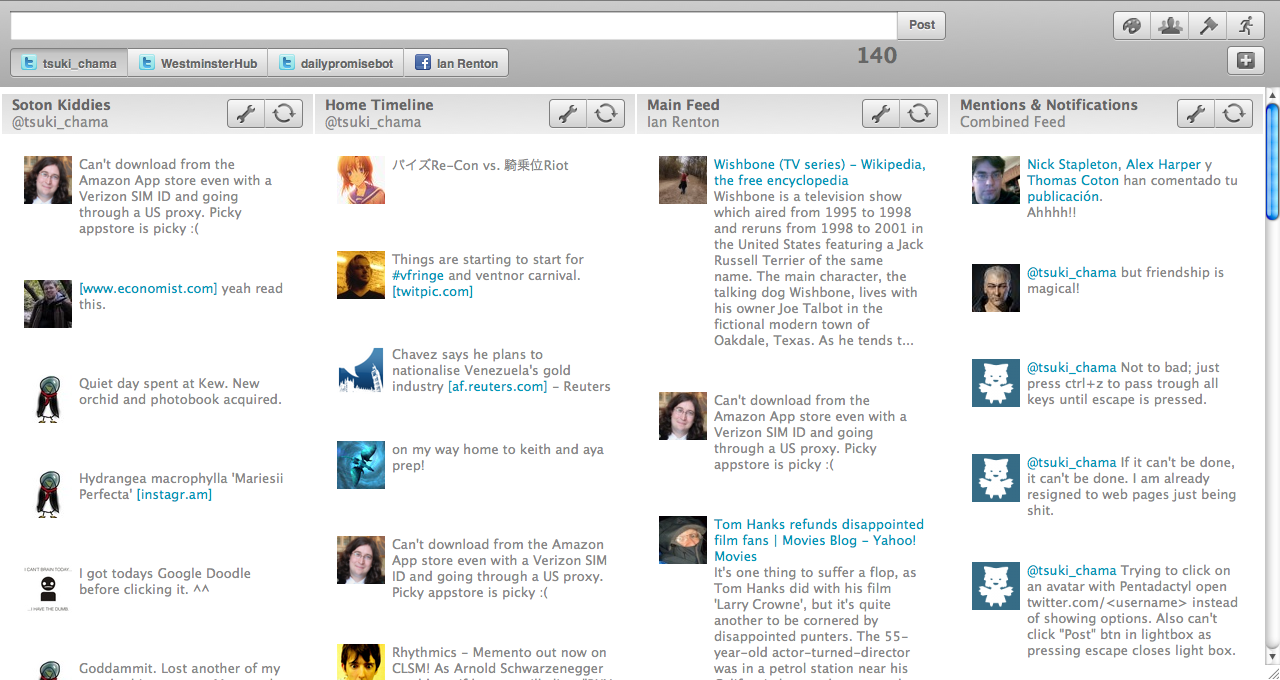 Post
tsuki_chama
WestminsterHub
dailypromisebot
Ian Renton
140
Soton Kiddies
@tsuki_chama
Can't download from the
Amazon App store even with a
Verizon SIM ID and going
through a US proxy. Picky
appstore is picky :(
[www.economist.com] yeah read
this.
Quiet day spent at Kew. New
orchid and photobook acquired.
Hydrangea macrophylla 'Mariesii
Perfecta' [instagr.am]
I CAN'T BRAIN TODAY..
..I HAVE THE DUMB.
I got todays Google Doodle
before clicking it. ^^
Goddammit. Lost another of my
Home Timeline
@tsuki_chama
パイズRe-Con vs. 騎乗位Riot
Things are starting to start for
#vfringe and ventnor carnival.
[twitpic.com]
Chavez says he plans to
nationalise Venezuela's gold
industry [af.reuters.com] – Reuters
on my way home to keith and aya
prep!
Can't download from the Amazon
App store even with a Verizon SIM
ID and going through a US proxy.
Picky appstore is picky :(
Rhythmics – Memento out now on
CLSM! As Arnold Schwarzenegger
Main Feed
Ian Renton
Wishbone (TV series) – Wikipedia,
the free encyclopedia
Wishbone is a television show
which aired from 1995 to 1998
and reruns from 1998 to 2001 in
the United States featuring a Jack
Russell Terrier of the same
name. The main character, the
talking dog Wishbone, lives with
his owner Joe Talbot in the
fictional modern town of
Oakdale, Texas. As he tends t...
Can't download from the
Amazon App store even with a
Verizon SIM ID and going
through a US proxy. Picky
appstore is picky :(
Tom Hanks refunds disappointed
film fans | Movies Blog – Yahoo!
Movies
It's one thing to suffer a flop, as
Tom Hanks did with his film
'Larry Crowne', but it's quite
another to be cornered by
disappointed punters. The 55-
year-old actor-turned-director
was in a petrol station near his
Mentions & Notifications
Combined Feed
Nick Stapleton, Alex Harper y
Thomas Coton han comentado tu
publicación.
Ahhhh!!
@tsuki_chama but friendship is
magical!
@tsuki_chama Not to bad; just
press ctrl+z to pass trough all
keys until escape is pressed.
@tsuki_chama If it can't be done,
it can't be done. I am already
resigned to web pages just being
shit.
@tsuki_chama Trying to click on
an avatar with Pentadactyl open
twitter.com/<username> instead
of showing options. Also can't
click "Post" btn in lightbox as
pressing escape closes light box.